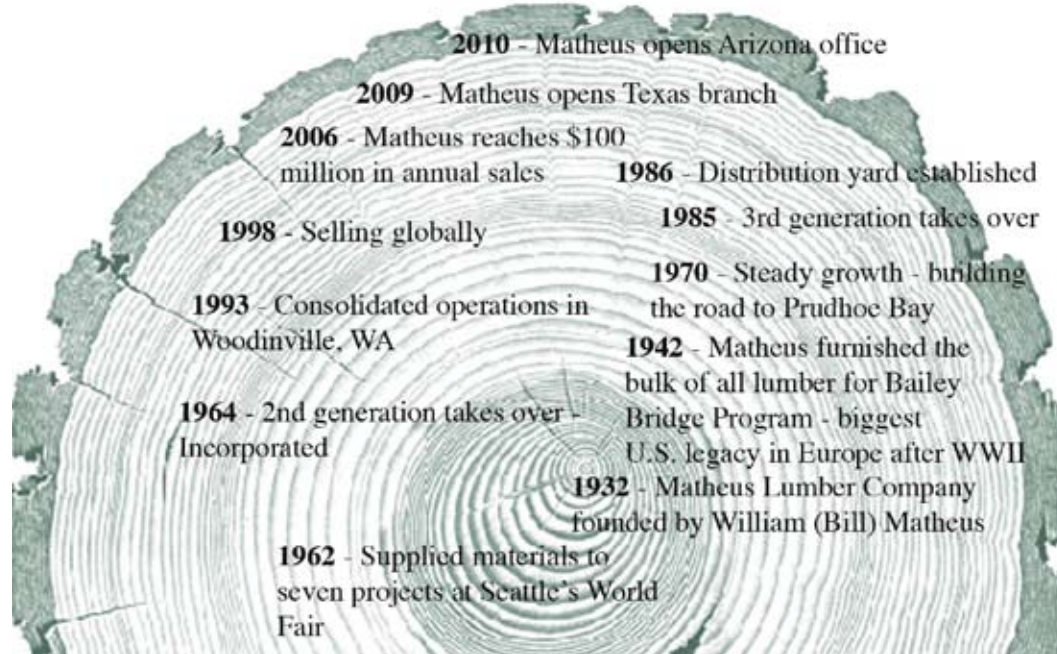 2010 - Matheus opens Arizona office
2009 - Matheus opens Texas branch
2006 - Matheus reaches $100
million in annual sales
1986 - Distribution yard established
1985 - 3rd generation takes over
1998 - Selling globally
1970 - Steady growth - building
the road to Prudhoe Bay
1993 - Consolidated operations in
Woodinville, WA
1942 - Matheus furnished the
bulk of all lumber for Bailey
Bridge Program - biggest
U.S. legacy in Europe after WWII
1964 - 2nd generation takes over -
Incorporated
1932 - Matheus Lumber Company
founded by William (Bill) Matheus
1962 - Supplied materials to
seven projects at Seattle's World
Fair